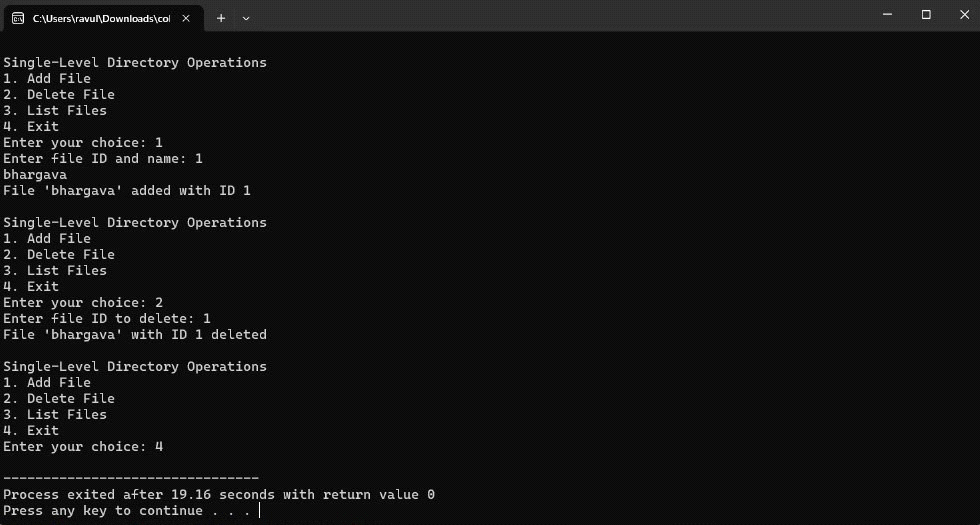 C:\Users\ravul\Downloads\col
Single-Level Directory Operations
1. Add File
2. Delete File
3. List Files
4. Exit
Enter your choice: 1
Enter file ID and name: 1
bhargava
File 'bhargava' added with ID 1
Single-Level Directory Operations
1. Add File
2. Delete File
3. List Files
4. Exit
Enter your choice: 2
Enter file ID to delete: 1
File 'bhargava' with ID 1 deleted
Single-Level Directory Operations
1. Add File
2. Delete File
3. List Files
4. Exit
Enter your choice: 4
--------------------------------
Process exited after 19.16 seconds with return value 0
Press any key to continue . . .